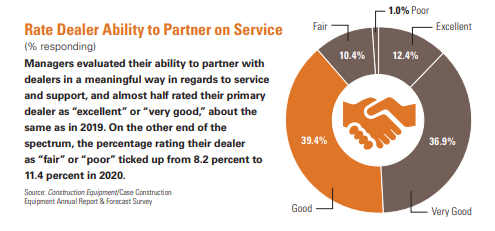 Rate Dealer Ability to Partner on Service
(% responding)
Managers evaluated their ability to partner with
dealers in a meaningful way in regards to service
and support, and almost half rated their primary
dealer as “excellent” or “very good,” about the
same as in 2019. On the other end of the
spectrum, the percentage rating their dealer
as “fair” or “poor” ticked up from 8.2 percent to
11.4 percent in 2020.
Source: Construction Equipment/Case Construction
Equipment Annual Report & Forecast Survey
1.0% Poor
Fair
Excellent
10.4%
12.4%
39.4%
36.9%
Good
Very Good